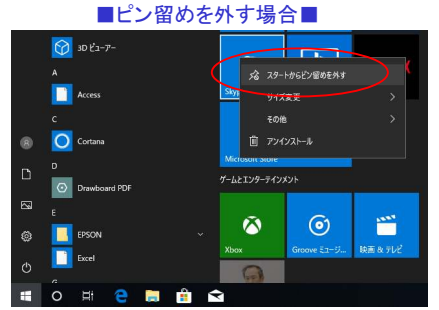 ■ピン留めを外す場合■
3D ビューアー
A
Access
C
Cortana
D
Drawboard PDF
E
EPSON
Excel
G
Skyp
スタートからピン留めを外す
サイズ変更
その他
アンインストール
Microsoft Store
ゲームとエンターテインメント
Xbox
Groove ミュージ...
映画 & テレビ